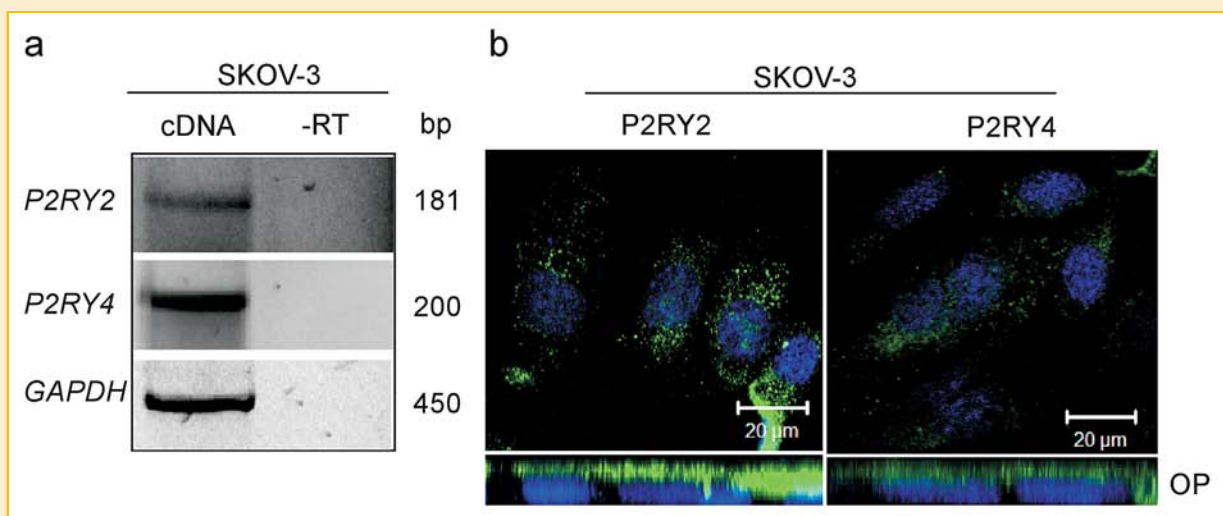 a
SKOV-3
cDNA -RT bp
P2RY2 181
P2RY4 200
GAPDH 450
b
SKOV-3
P2RY2 P2RY4
20 µm 20 µm
OP